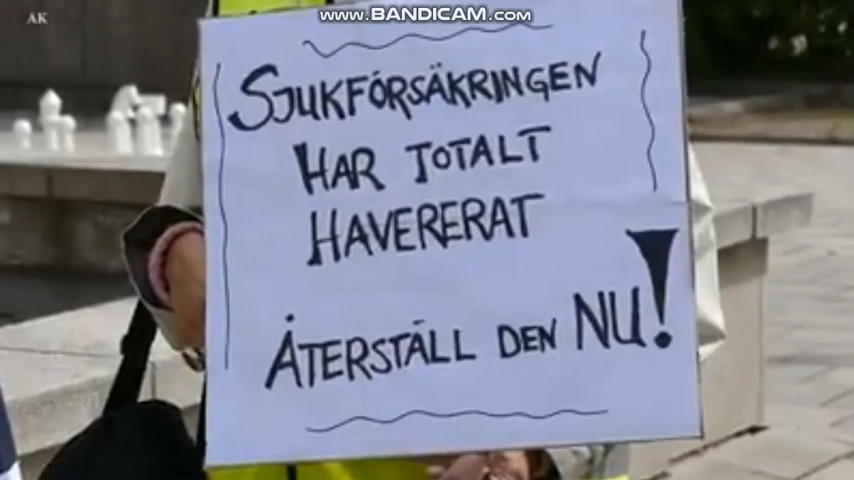 AK
WWW.BANDICAM.COM
SJUKFÖRSÄKRINGEN
HAR TOTALT
HAVERERAT
ÅTERSTÄLL DEN NU!